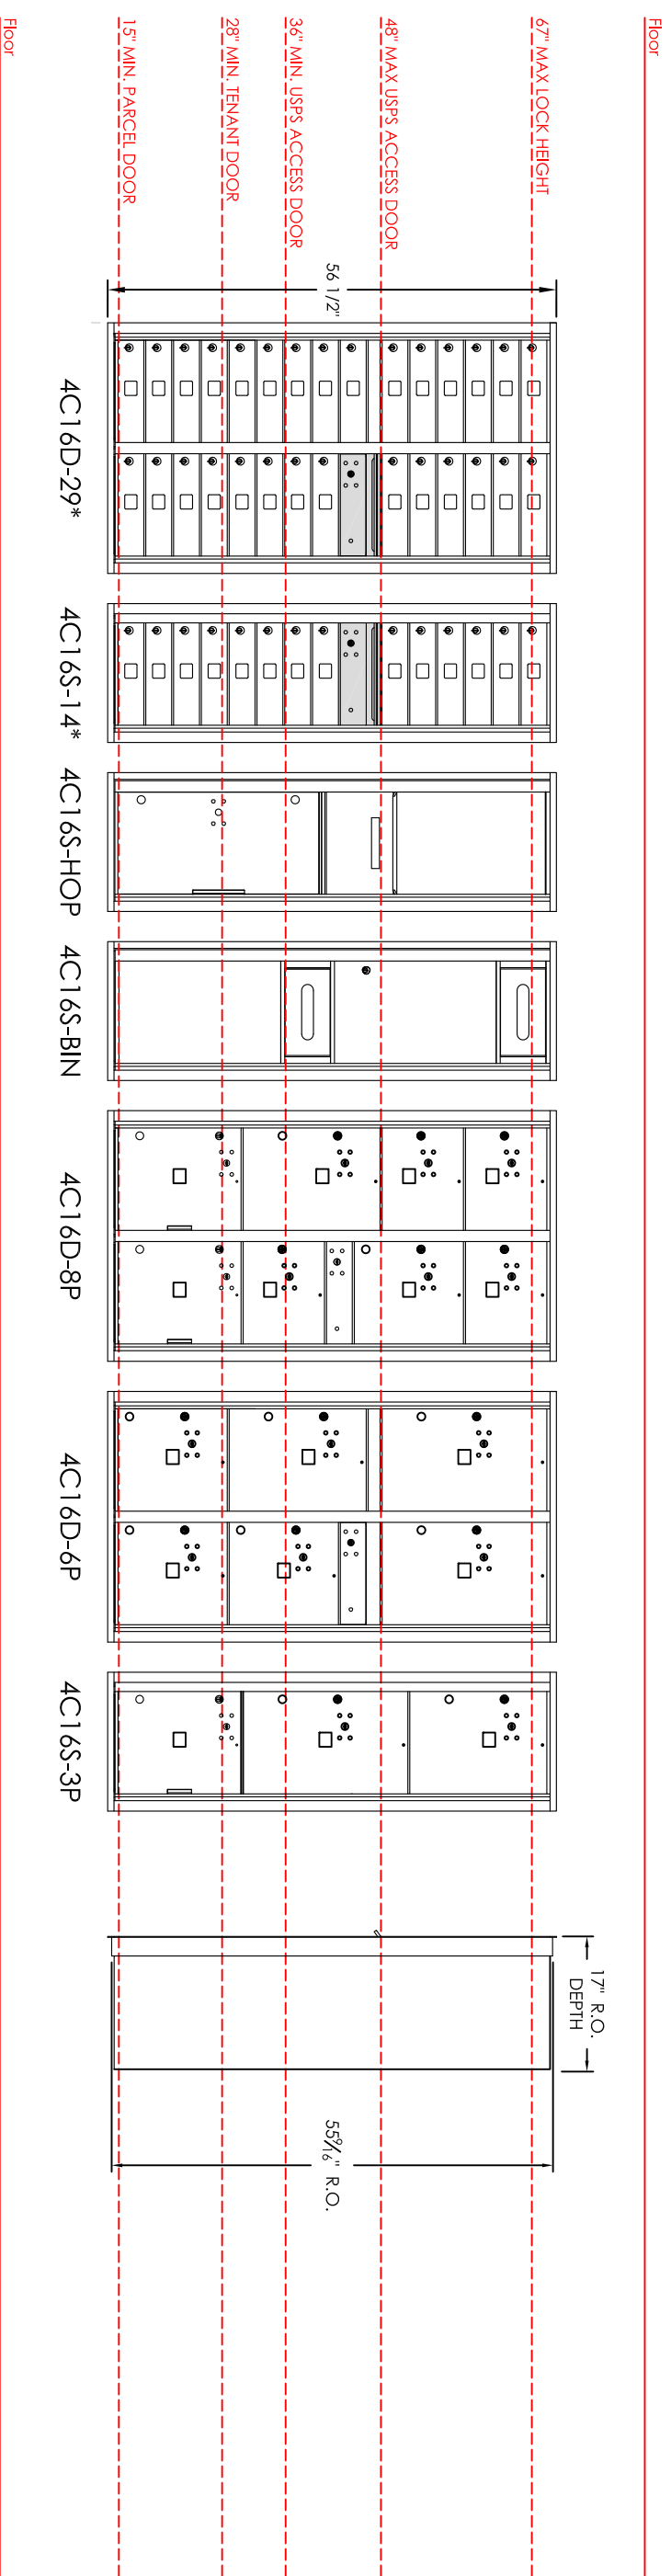 Floor
67" MAX LOCK HEIGHT
48" MAX USPS ACCESS DOOR
36" MIN. USPS ACCESS DOOR
28" MIN. TENANT DOOR
15" MIN. PARCEL DOOR
Floor
56 1/2"
4C16D-29*
4C16S-14*
4C16S-HOP
4C16S-BIN
4C16D-8P
4C16D-6P
4C16S-3P
17" R.O.
DEPTH
55 9/16" R.O.